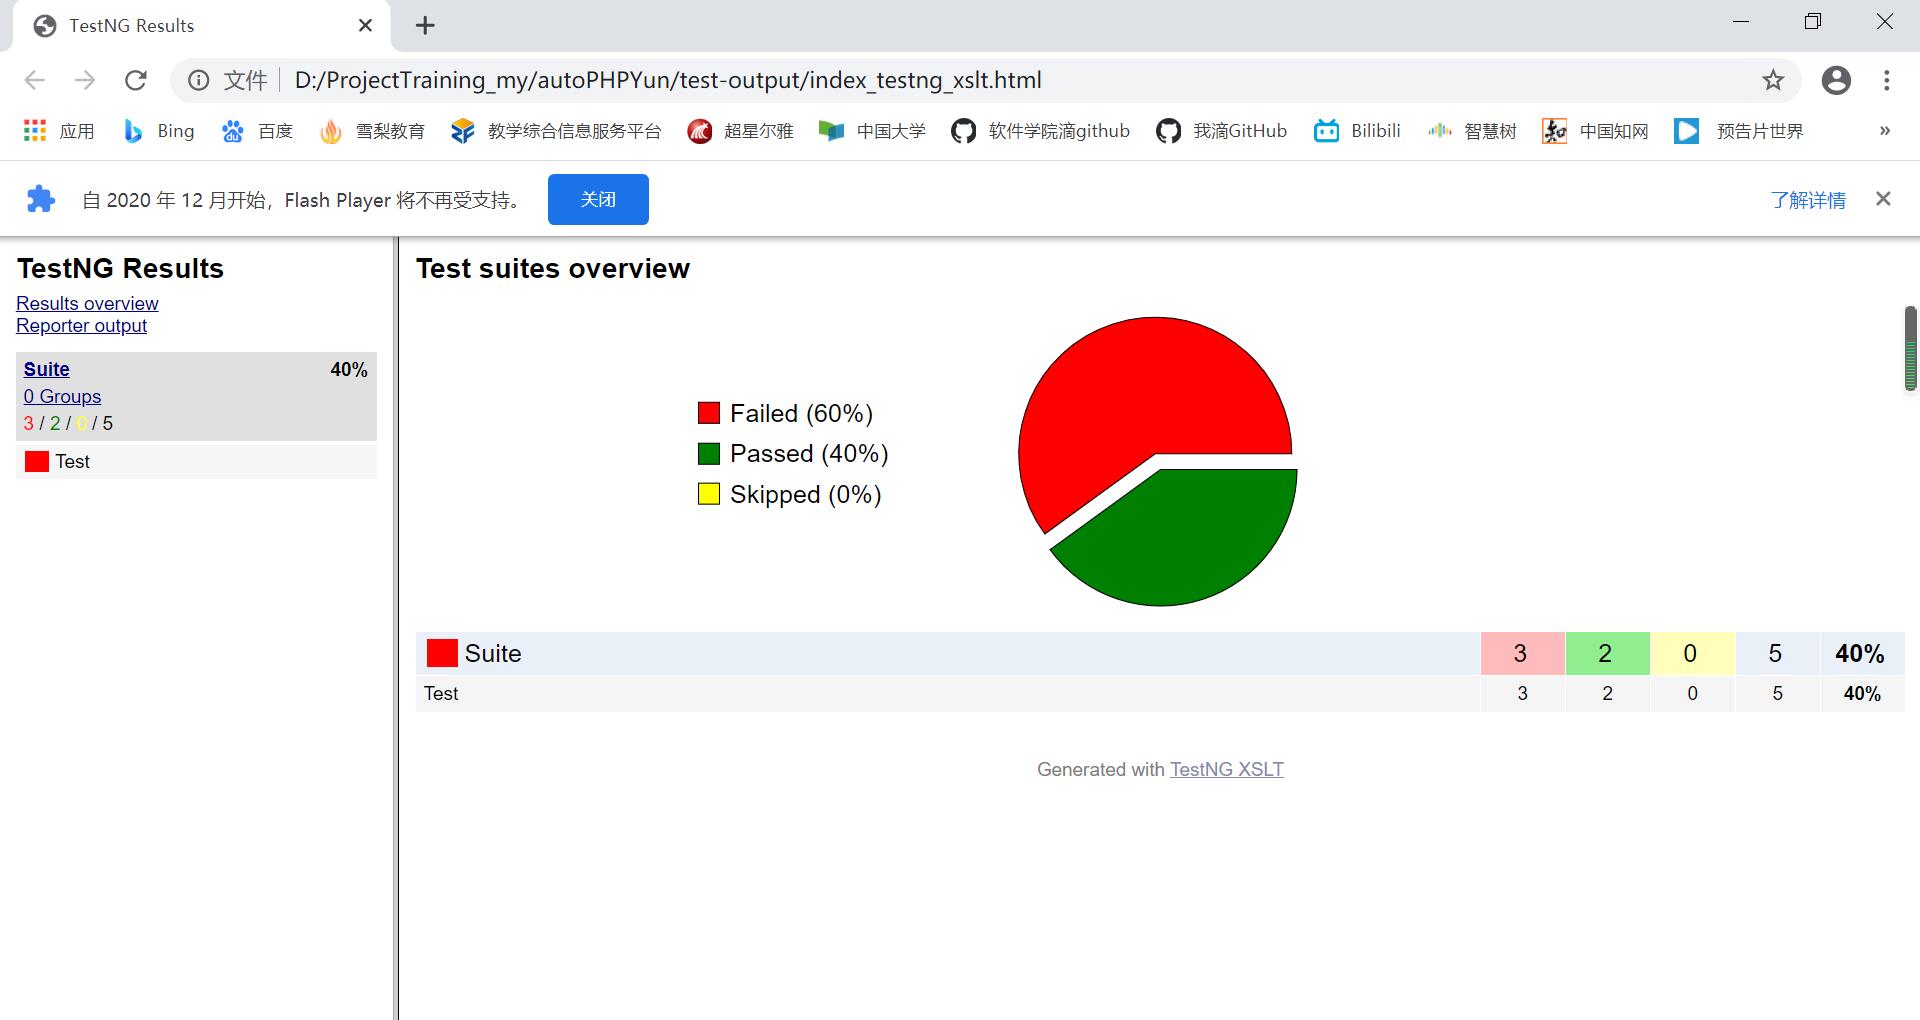 TestNG Results
文件 D:/ProjectTraining_my/autoPHPYun/test-output/index_testng_xslt.html
应用 Bing 百度 雪梨教育 教学综合信息服务平台 超星尔雅 中国大学 软件学院滴github 我滴GitHub Bilibili 智慧树 中国知网 预告片世界 »
自 2020 年 12 月开始，Flash Player 将不再受支持。 关闭 了解详情
TestNG Results
Results overview
Reporter output
Suite 40%
0 Groups
3 / 2 / 0 / 5
Test
Test suites overview
Failed (60%)
Passed (40%)
Skipped (0%)
Suite 3 2 0 5 40%
Test 3 2 0 5 40%
Generated with TestNG XSLT